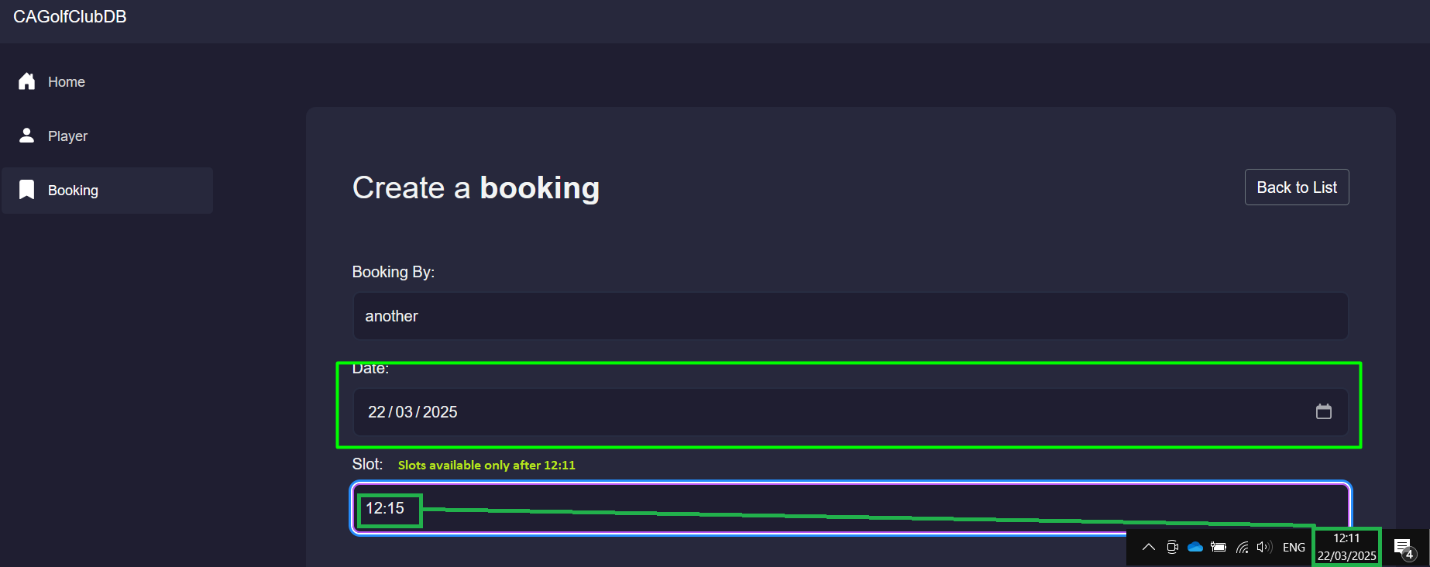 CAGolfClubDB
Home
Player
Booking
Create a booking
Back to List
Booking By:
another
Date:
22/03/2025
Slot: Slots available only after 12:11
12:15
ENG
12:11
22/03/2025
4